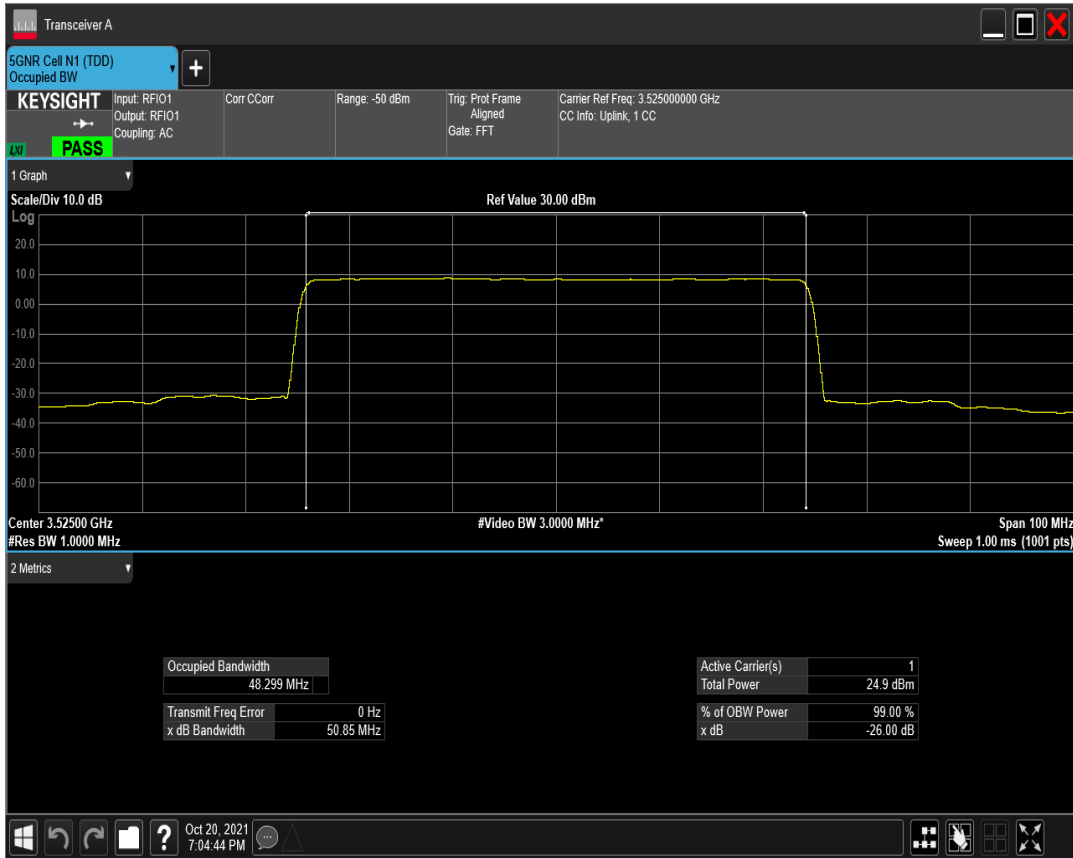 Transceiver A
5GNR Cell N1 (TDD)
Occupied BW
+
KEYSIGHT
LXI
PASS
Input: RFIO1
Output: RFIO1
Coupling: AC
Corr CCorr
Range: -50 dBm
Trig: Prot Frame
Aligned
Gate: FFT
Carrier Ref Freq: 3.525000000 GHz
CC Info: Uplink, 1 CC
1 Graph
Scale/Div 10.0 dB
Ref Value 30.00 dBm
Log
20.0
10.0
0.00
-10.0
-20.0
-30.0
-40.0
-50.0
-60.0
Center 3.52500 GHz
#Video BW 3.0000 MHz*
Span 100 MHz
#Res BW 1.0000 MHz
Sweep 1.00 ms (1001 pts)
2 Metrics
Occupied Bandwidth
48.299 MHz
Transmit Freq Error 0 Hz
x dB Bandwidth 50.85 MHz
Active Carrier(s) 1
Total Power 24.9 dBm
% of OBW Power 99.00 %
x dB -26.00 dB
?
Oct 20, 2021
7:04:44 PM